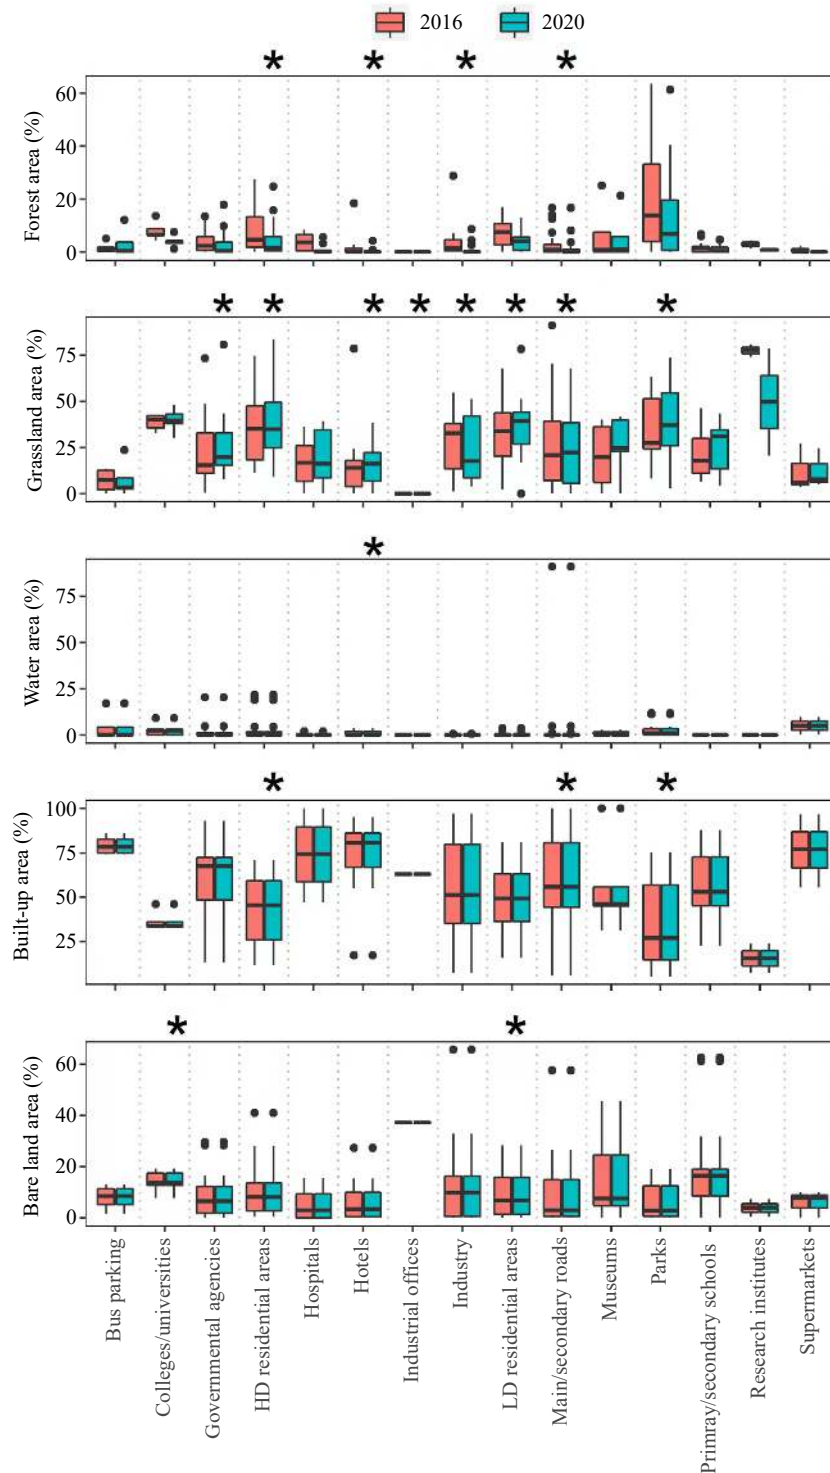 2016 2020
* * * *
Forest area (%)
60
40
20
0
* * * * * * * *
Grassland area (%)
75
50
25
0
*
Water area (%)
75
50
25
0
* * *
Built-up area (%)
100
75
50
25
* *
Bare land area (%)
60
40
20
0
Bus parking
Colleges/universities
Governmental agencies
HD residential areas
Hospitals
Hotels
Industrial offices
Industry
LD residential areas
Main/secondary roads
Museums
Parks
Primray/secondary schools
Research institutes
Supermarkets